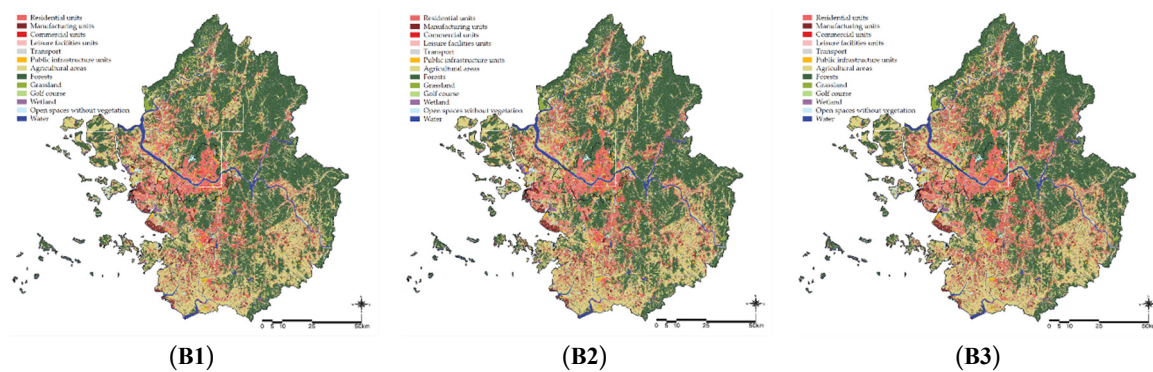 Residential units
Manufacturing units
Commercial units
Leisure facilities units
Transport
Public infrastructure units
Agricultural areas
Forests
Grassland
Golf course
Wetland
Open spaces without vegetation
Water
0 5 10 25 50km
(B1)
Residential units
Manufacturing units
Commercial units
Leisure facilities units
Transport
Public infrastructure units
Agricultural areas
Forests
Grassland
Golf course
Wetland
Open spaces without vegetation
Water
0 5 10 25 50km
(B2)
Residential units
Manufacturing units
Commercial units
Leisure facilities units
Transport
Public infrastructure units
Agricultural areas
Forests
Grassland
Golf course
Wetland
Open spaces without vegetation
Water
0 5 10 25 50km
(B3)